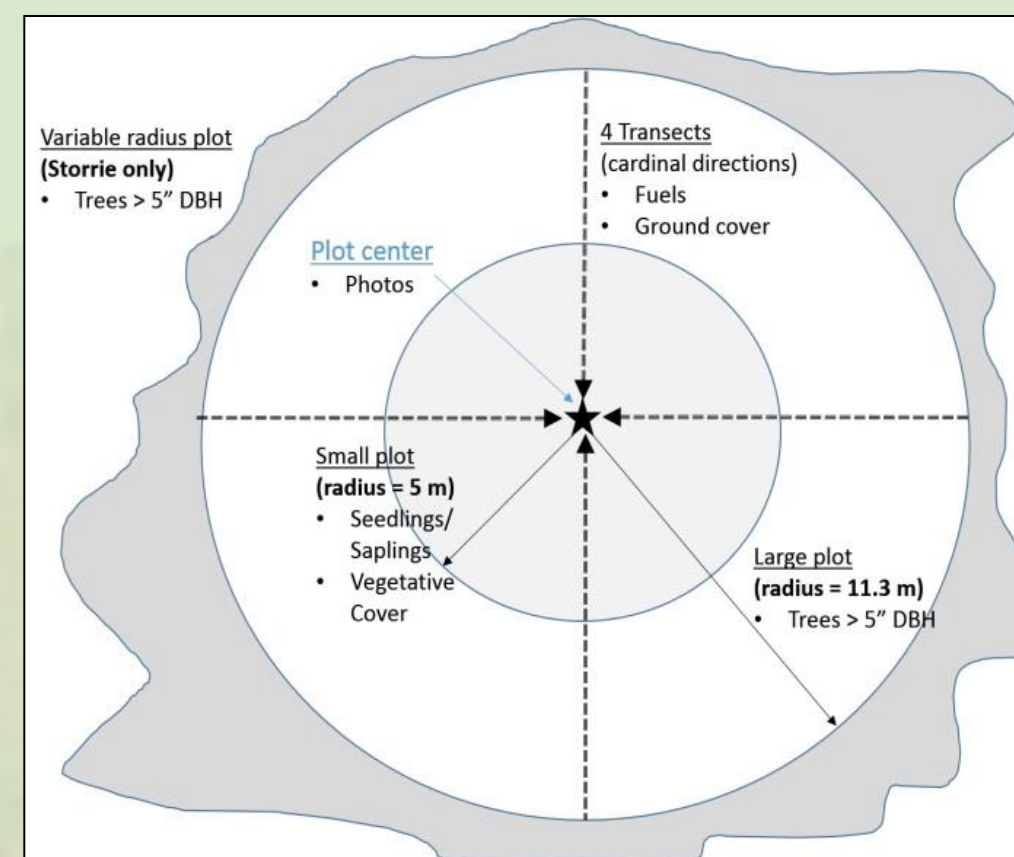 Variable radius plot
(Storrie only)
• Trees > 5" DBH
4 Transects
(cardinal directions)
• Fuels
• Ground cover
Plot center
• Photos
Small plot
(radius = 5 m)
• Seedlings/
Saplings
• Vegetative
Cover
Large plot
(radius = 11.3 m)
• Trees > 5" DBH